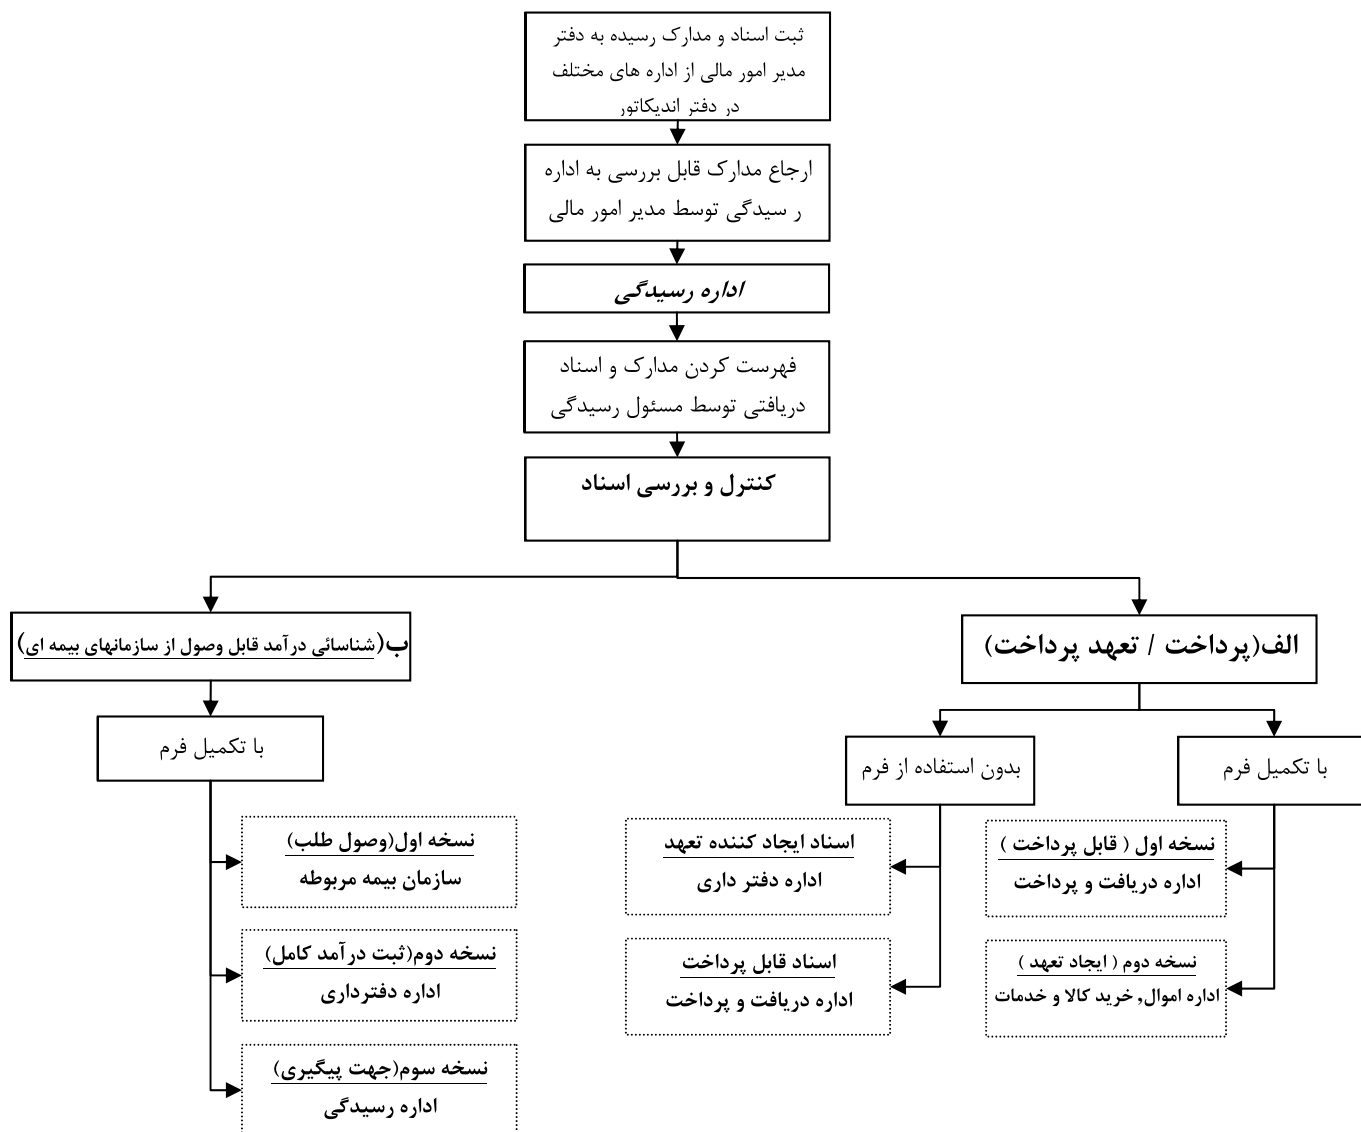 ثبت اسناد و مدارک رسیده به دفتر
مدیر امور مالی از اداره های مختلف
در دفتر اندیکاتور
ارجاع مدارک قابل بررسی به اداره
ر سیدگی توسط مدیر امور مالی
اداره رسیدگی
فهرست کردن مدارک و اسناد
دریافتی توسط مسئول رسیدگی
کنترل و بررسی اسناد
الف(پرداخت / تعهد پرداخت)
ب(شناسائی درآمد قابل وصول از سازمانهای بیمه ای)
با تکمیل فرم
بدون استفاده از فرم
با تکمیل فرم
نسخه اول ( قابل پرداخت )
اداره دریافت و پرداخت
نسخه دوم ( ایجاد تعهد )
اداره اموال, خرید کالا و خدمات
اسناد ایجاد کننده تعهد
اداره دفتر داری
اسناد قابل پرداخت
اداره دریافت و پرداخت
نسخه اول(وصول طلب)
سازمان بیمه مربوطه
نسخه دوم(ثبت درآمد کامل)
اداره دفترداری
نسخه سوم(جهت پیگیری)
اداره رسیدگی